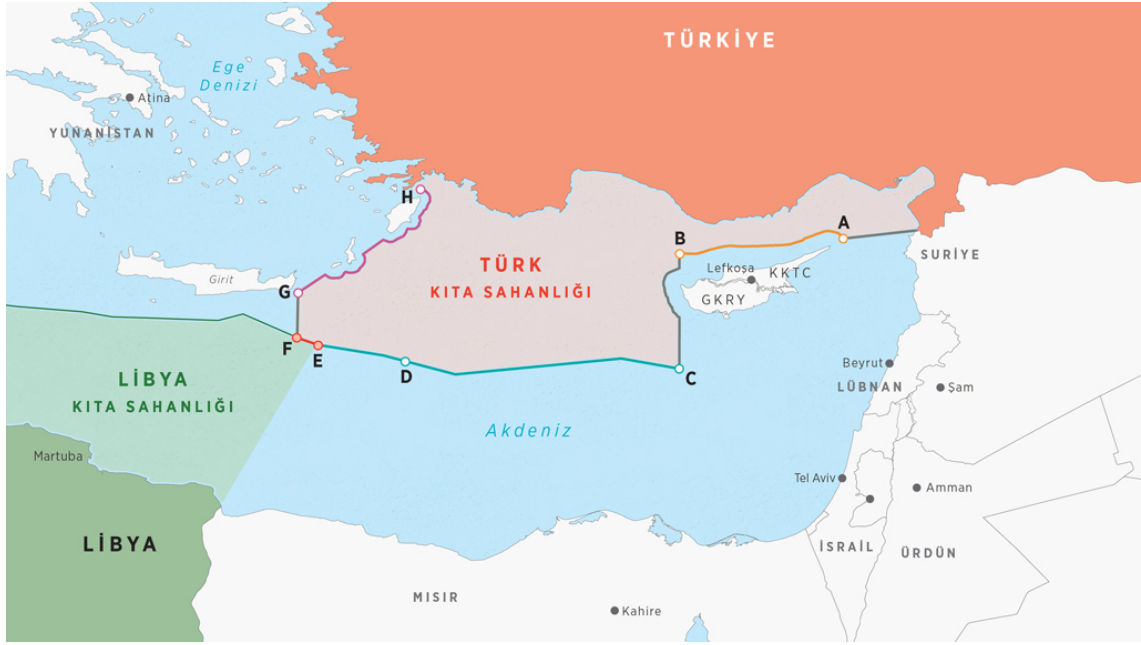 TÜRKİYE
Ege
Denizi
Atina
YUNANİSTAN
H
A
B
SURİYE
TÜRK
KITA SAHANLIĞI
Lefkoşa
KKTC
GKRY
Girit
G
F
E
D
C
Beyrut
LÜBNAN
Şam
LİBYA
KITA SAHANLIĞI
Akdeniz
Martuba
Tel Aviv
Amman
LİBYA
İSRAİL
ÜRDÜN
MISIR
Kahire